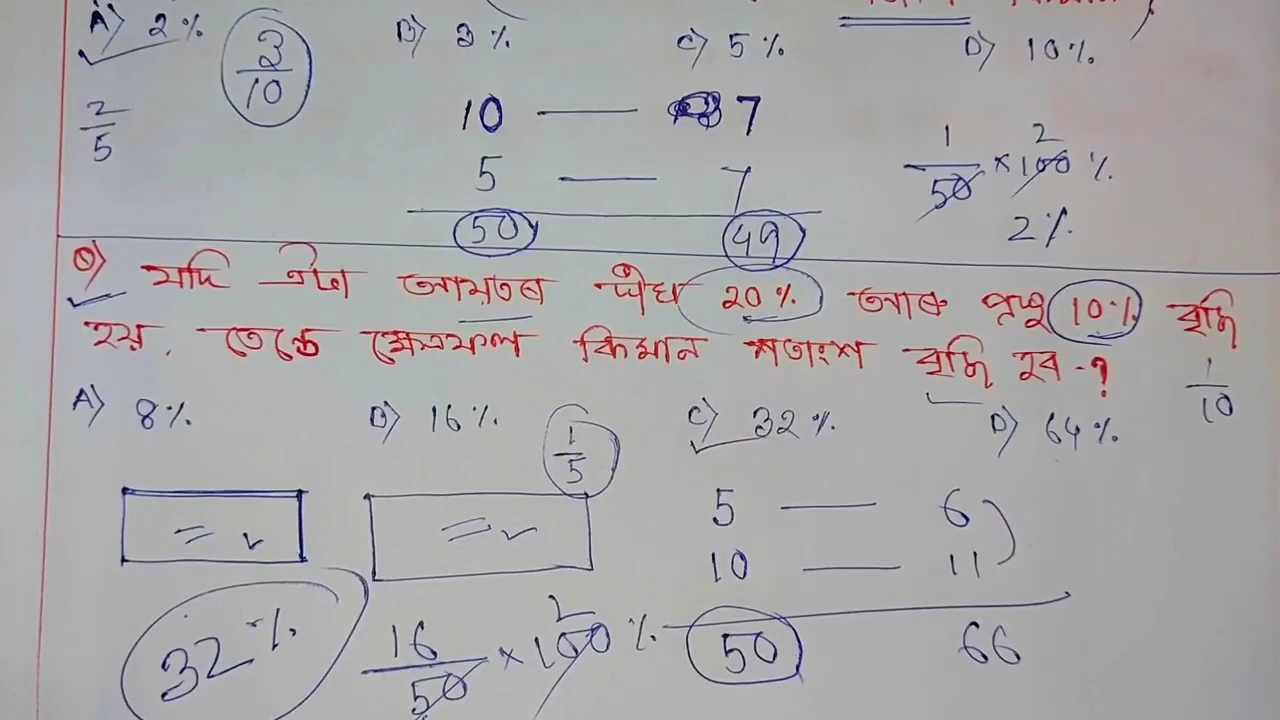 A) 2% B) 3% C) 5% D) 10%
3/10
2/5
10 — 7
5 — 7
50 49
1/50 × 100 % 2
2%
যদি এটা আয়তৰ দীঘ 20% আৰু পৃথু 10% বৃদ্ধি
হয়. তেন্তে ক্ষেত্ৰফল কিমান শতাংশ বৃদ্ধি হব -?
1/10
A) 8% B) 16% C) 32% D) 64%
1/5
5 — 6
10 — 11
50 66
16/50 × 100 % 2
32%